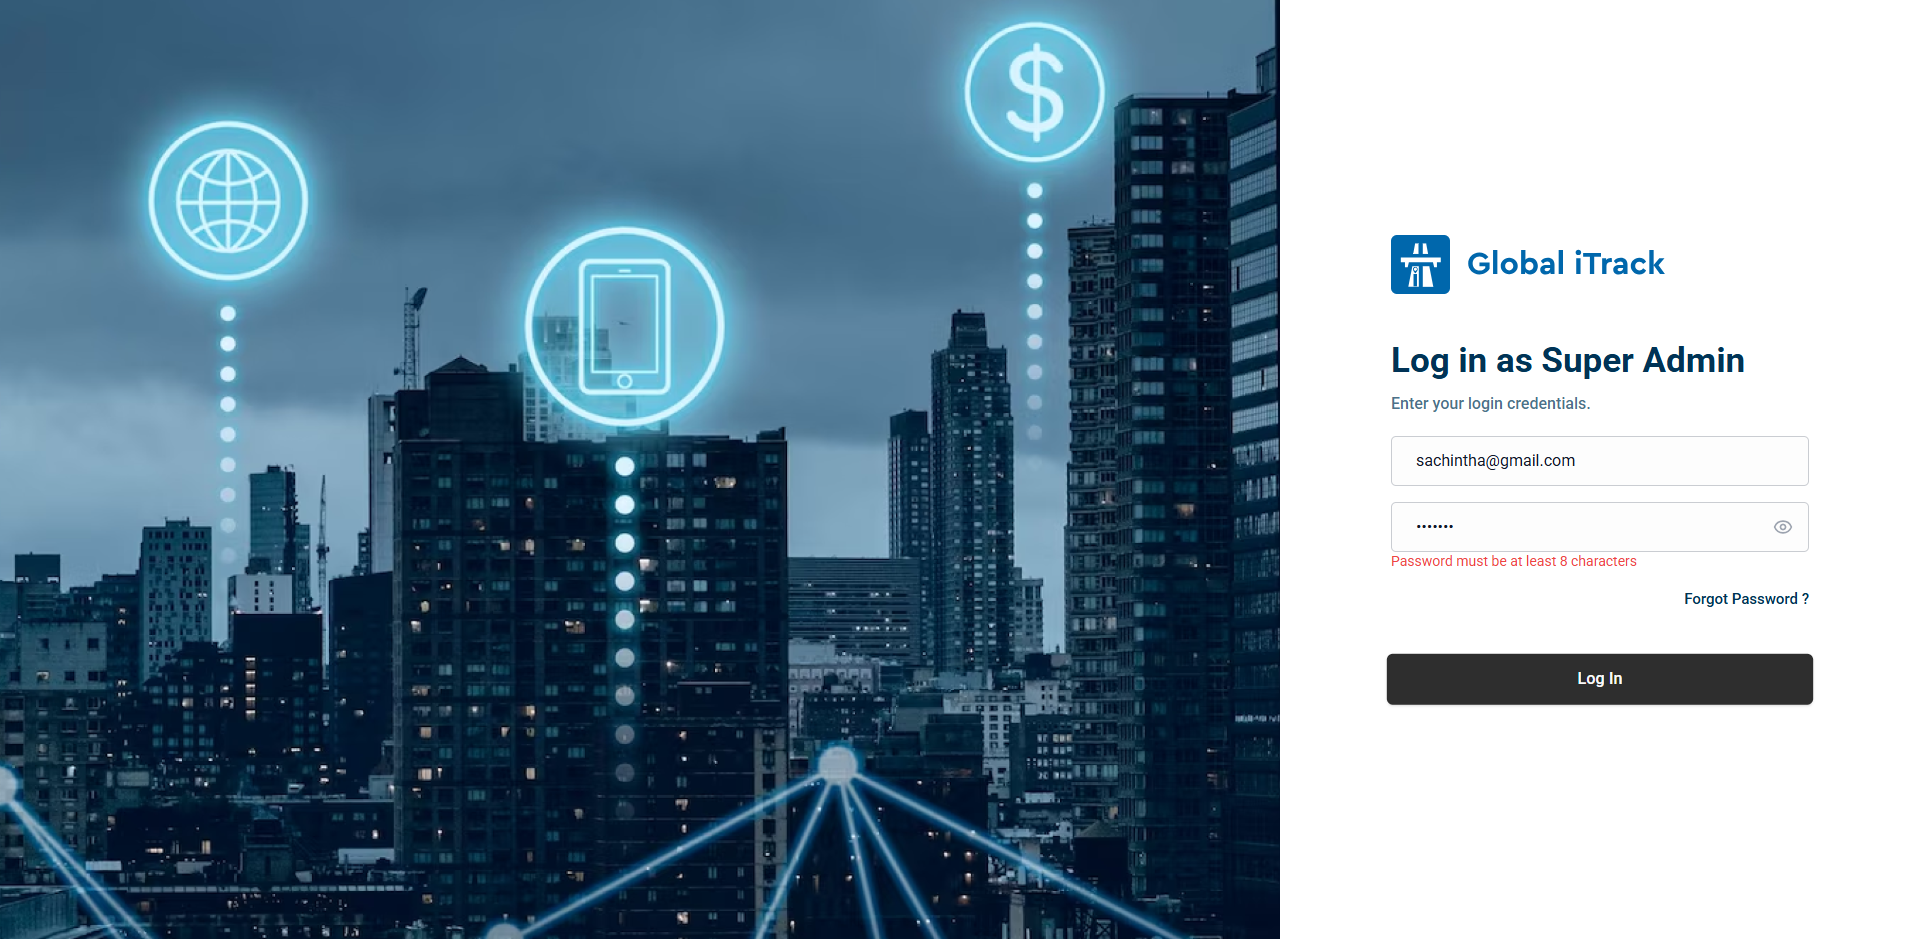 Global iTrack
Log in as Super Admin
Enter your login credentials.
sachintha@gmail.com
•••••••
Password must be at least 8 characters
Forgot Password ?
Log In